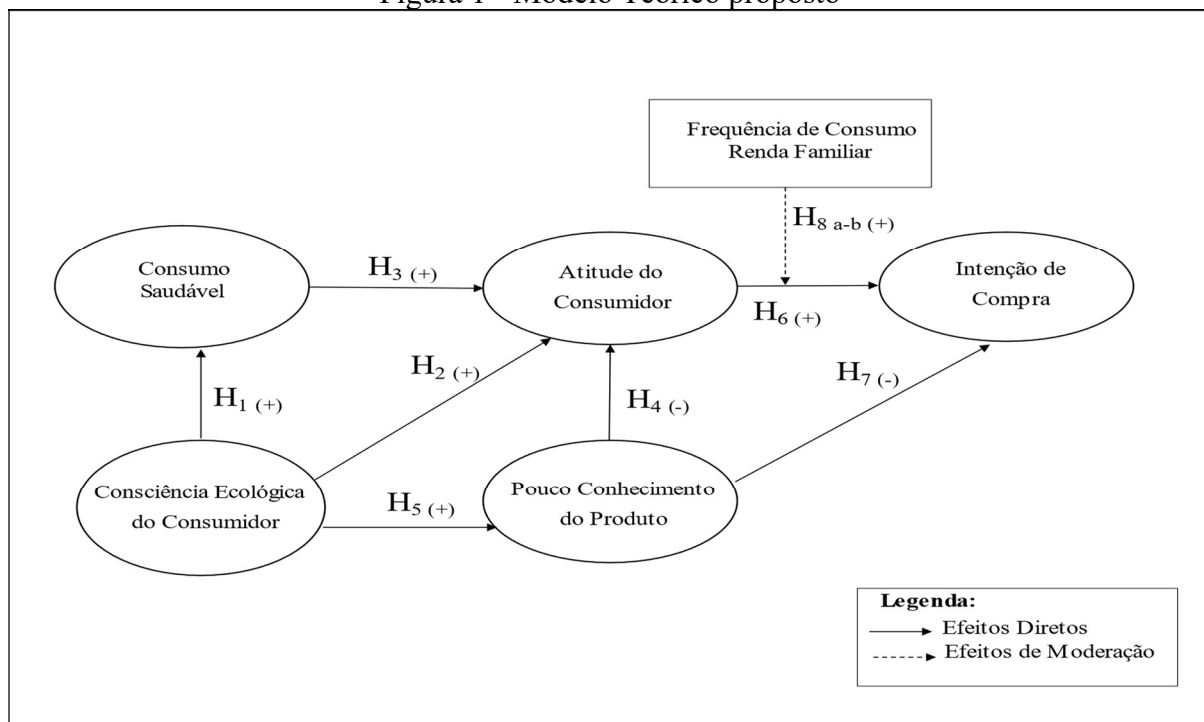 Figura 1 - Modelo Teórico proposto
Frequência de Consumo
Renda Familiar
H8 a-b (+)
Consumo
Saudável
H3 (+)
Atitude do
Consumidor
H6 (+)
Intenção de
Compra
H1 (+)
H2 (+)
H4 (-)
H7 (-)
Consciência Ecológica
do Consumidor
H5 (+)
Pouco Conhecimento
do Produto
Legenda:
Efeitos Diretos
Efeitos de Moderação